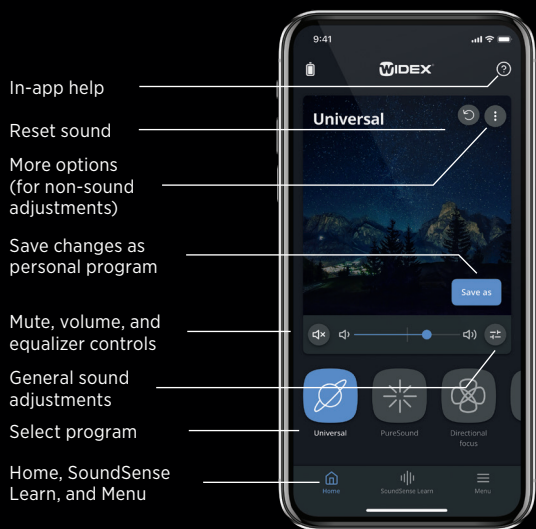 In-app help
Reset sound
More options
(for non-sound
adjustments)
Save changes as
personal program
Mute, volume, and
equalizer controls
General sound
adjustments
Select program
Home, SoundSense
Learn, and Menu
9:41
WIDEX
?
Universal
Save as
Universal
PureSound
Directional
focus
Home
SoundSense Learn
Menu